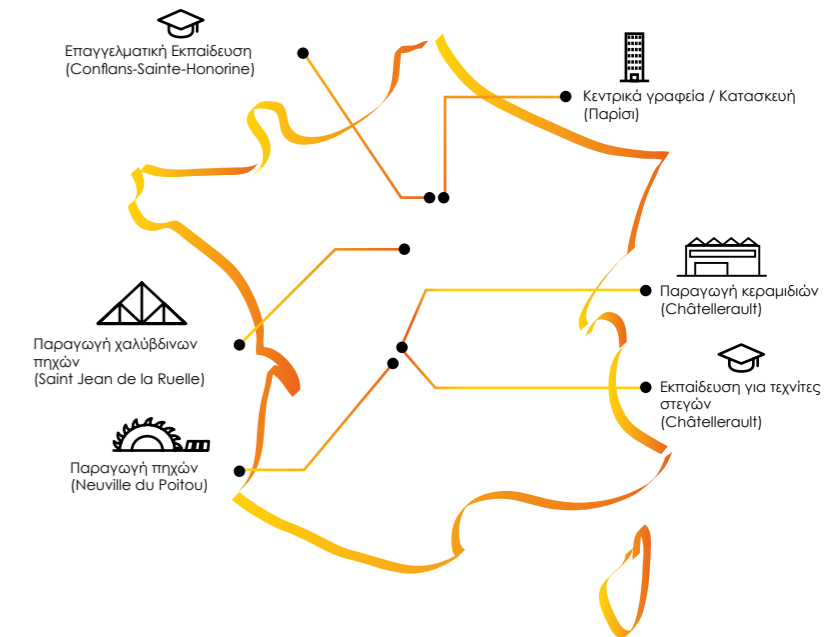 Επαγγελματική Εκπαίδευση
(Conflans-Sainte-Honorine)
Κεντρικά γραφεία / Κατασκευή
(Παρίσι)
Παραγωγή κεραμιδιών
(Châtellerault)
Παραγωγή χαλύβδινων
πηχών
(Saint Jean de la Ruelle)
Εκπαίδευση για τεχνίτες
στεγών
(Châtellerault)
Παραγωγή πηχών
(Neuville du Poitou)